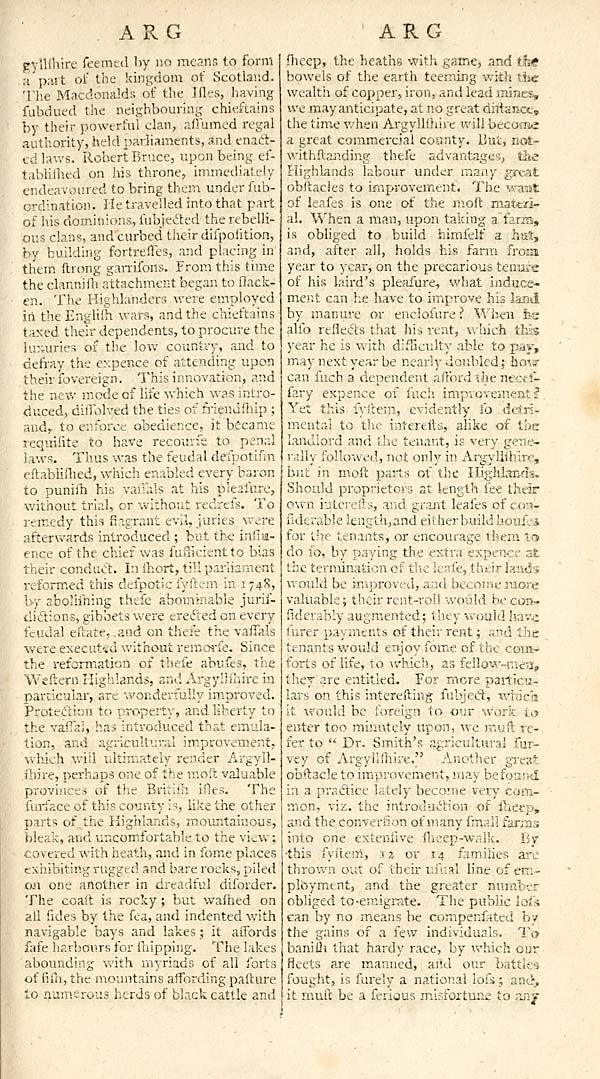 ARG
gyllſhire ſeemed by no means to form
a part of the kingdom of Scotland.
The Macdonalds of the Iſles, having
ſubdued the neighbouring chieftains
by their powerful clan, aſſumed regal
authority, held parliaments, and enact-
ed laws. Robert Bruce, upon being eſ-
tabliſhed on his throne, immediately
endeavoured to bring them under ſub-
ordination. He travelled into that part
of his dominions, ſubjected the rebelli-
ous clans, and curbed their diſpoſition,
by building fortreſſes, and placing in
them ſtrong garriſons. From this time
the clanniſh attachment began to ſlack-
en. The Highlanders were employed
in the Engliſh wars, and the chieftains
taxed their dependents, to procure the
luxuries of the low country, and to
defray the expence of attending upon
their ſovereign. This innovation, and
the new mode of life which was intro-
duced, diſſolved the ties of friendſhip;
and, to enforce obedience, it became
requiſite to have recourſe to penal
laws. Thus was the feudal deſpotiſm
eſtabliſhed, which enabled every baron
to puniſh his vaſſals at his pleaſure,
without trial, or without redreſs. To
remedy this flagrant evil, juries were
afterwards introduced; but the influ-
ence of the chief was ſufficient to bias
their conduct. In ſhort, till parliament
reformed this deſpotic ſyſtem in 1748,
by aboliſhing theſe abominable juriſ-
dictions, gibbets were erected on every
feudal eſtate, and on theſe the vaſſals
were executed without remorſe. Since
the reformation of theſe abuſes, the
Weſtern Highlands, and Argyllſhire in
particular, are wonderfully improved.
Protection to property, and liberty to
the vaſſal, has introduced that emula-
tion, and agricultural improvement,
which will ultimately render Argyll-
ſhire, perhaps one of the moſt valuable
provinces of the Britiſh iſles. The
ſurface of this county is, like the other
parts of the Highlands, mountainous,
bleak, and uncomfortable to the view;
covered with heath, and in ſome places
exhibiting rugged and bare rocks, piled
on one another in dreadful diſorder.
The coaſt is rocky; but waſhed on
all ſides by the ſea, and indented with
navigable bays and lakes; it affords
ſafe harbours for ſhipping. The lakes
abounding with myriads of all ſorts
of fiſh, the mountains affording paſture
to numerous herds of black cattle and
ARG
ſheep, the heaths with game, and the
bowels of the earth teeming with the
wealth of copper, iron, and lead mines,
we may anticipate, at no great diſtance,
the time when Argyllſhire will become
a great commercial county. But, not-
withſtanding theſe advantages, the
Highlands labour under many great
obſtacles to improvement. The want
of leaſes is one of the moſt materi-
al. When a man, upon taking a farm,
is obliged to build himſelf a hut,
and, after all, holds his farm from
year to year, on the precarious tenure
of his laird's pleaſure, what induce-
ment can he have to improve his land
by manure or encloſure? When he
alſo reflects that his rent, which this
year he is with difficulty able to pay,
may next year be nearly doubled; how
can ſuch a dependent afford the neceſ-
ſary expence of ſuch improvement?
Yet this ſyſtem, evidently ſo detri-
mental to the intereſts, alike of the
landlord and the tenant, is very gene-
rally followed, not only in Argyllſhire,
but in moſt parts of the Highlands.
Should proprietors at length ſee their
own intereſts, and grant leaſes of con-
ſiderable length, and either build houſes
for the tenants, or encourage them to
do ſo, by paying the extra expence at
the termination of the leaſe, their lands
would be improved, and become more
valuable; their rent-roll would be con-
ſiderably augmented; they would have
ſurer payments of their rent; and the
tenants would enjoy ſome of the com-
forts of life, to which, as fellow-men,
they are entitled. For more particu-
lars on this intereſting ſubject, which
it would be foreign to our work to
enter too minutely upon, we muſt re-
fer to " Dr. Smith's agricultural ſur-
vey of Argyllſhire." Another great
obſtacle to improvement, may be found
in a practice lately become very com-
mon, viz. the introduction of ſheep,
and the converſion of many ſmall farms
into one extenſive ſheep-walk. By
this ſyſtem, 12 or 14 families are
thrown out of their uſual line of em-
ployment, and the greater number
obliged to emigrate. The public loſs
can by no means be compenſated by
the gains of a few individuals. To
baniſh that hardy race, by which our
fleets are manned, and our battles
fought, is ſurely a national loſs; and,
it muſt be a ſerious misfortune to any